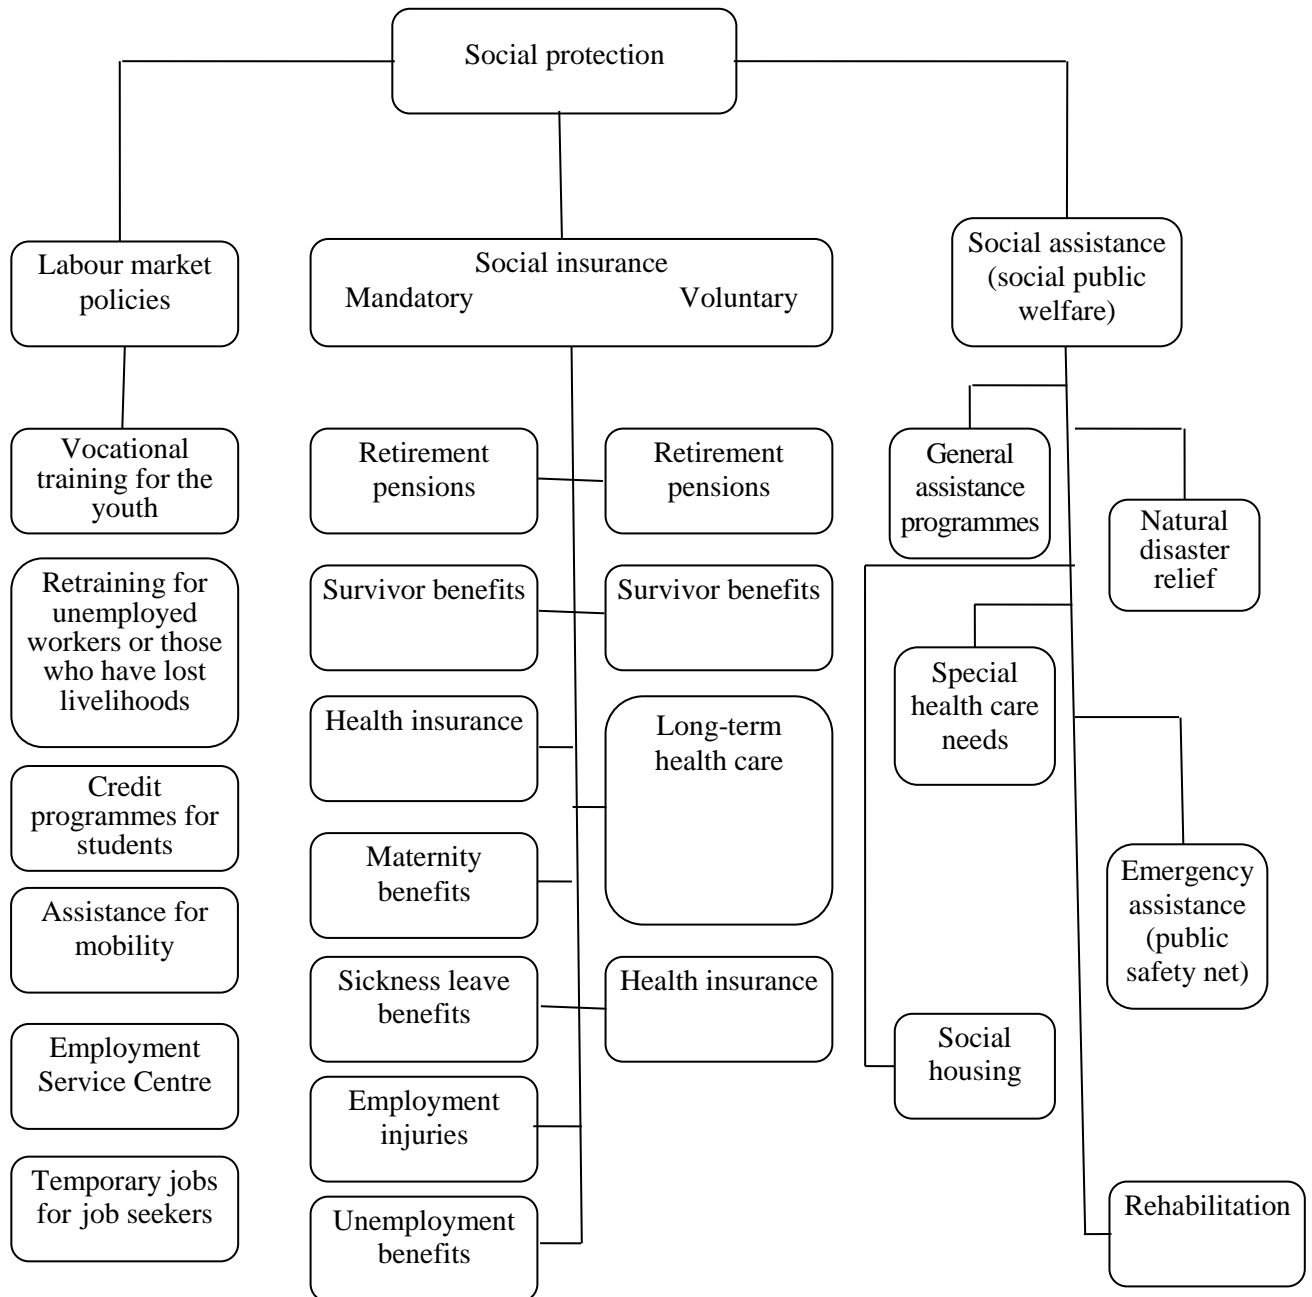 Social protection
Labour market
policies
Vocational
training for the
youth
Retraining for
unemployed
workers or those
who have lost
livelihoods
Credit
programmes for
students
Assistance for
mobility
Employment
Service Centre
Temporary jobs
for job seekers
Social insurance
Mandatory Voluntary
Retirement
pensions
Survivor benefits
Health insurance
Maternity
benefits
Sickness leave
benefits
Employment
injuries
Unemployment
benefits
Retirement
pensions
Survivor benefits
Long-term
health care
Health insurance
Social assistance
(social public
welfare)
General
assistance
programmes
Natural
disaster
relief
Special
health care
needs
Emergency
assistance
(public
safety net)
Social
housing
Rehabilitation